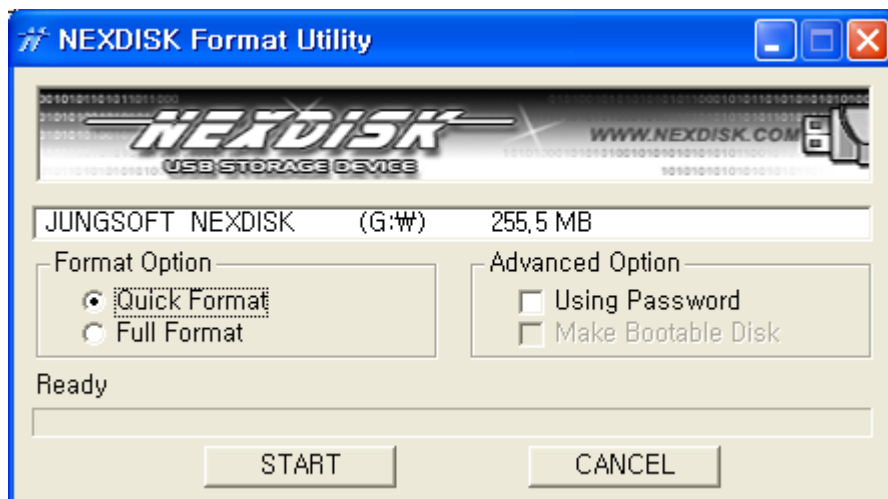 NEXDISK Format Utility
NEXDISK
WWW.NEXDISK.COM
USB STORAGE DEVICE
JUNGSOFT NEXDISK (G:₩) 255,5 MB
Format Option
Advanced Option
Quick Format
Using Password
Full Format
Make Bootable Disk
Ready
START
CANCEL